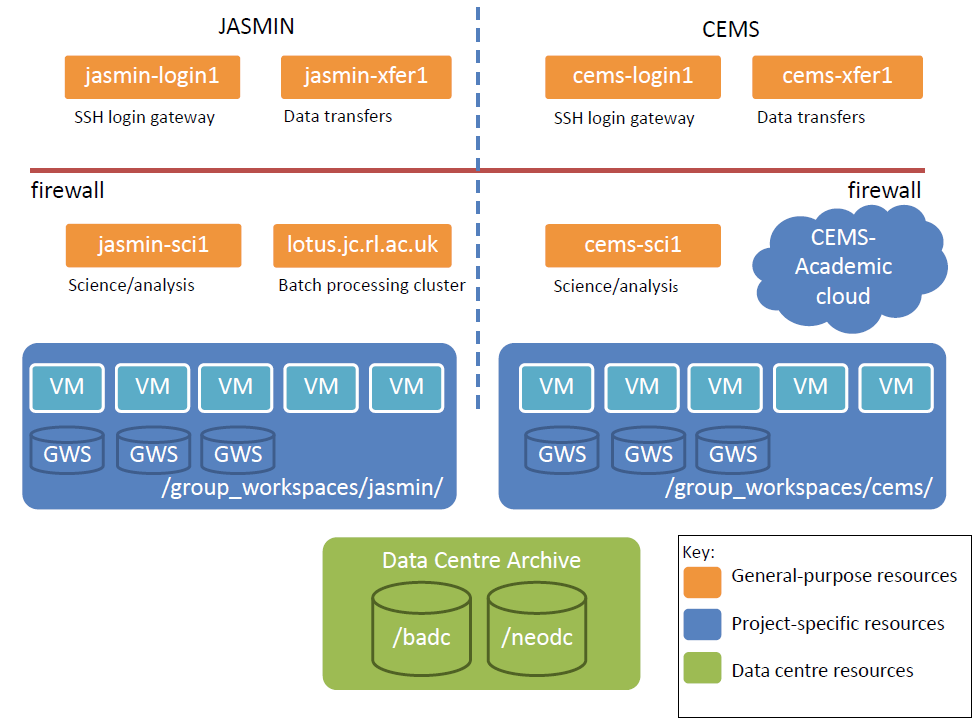 JASMIN
CEMS
jasmin-login1
jasmin-xfer1
cems-login1
cems-xfer1
SSH login gateway
Data transfers
SSH login gateway
Data transfers
firewall
firewall
jasmin-sci1
lotus.jc.rl.ac.uk
cems-sci1
CEMS-
Academic
cloud
Science/analysis
Batch processing cluster
Science/analysis
VM
VM
VM
VM
VM
VM
VM
VM
VM
VM
GWS
GWS
GWS
GWS
GWS
GWS
/group_workspaces/jasmin/
/group_workspaces/cems/
Data Centre Archive
/badc
/neodc
Key:
General-purpose resources
Project-specific resources
Data centre resources